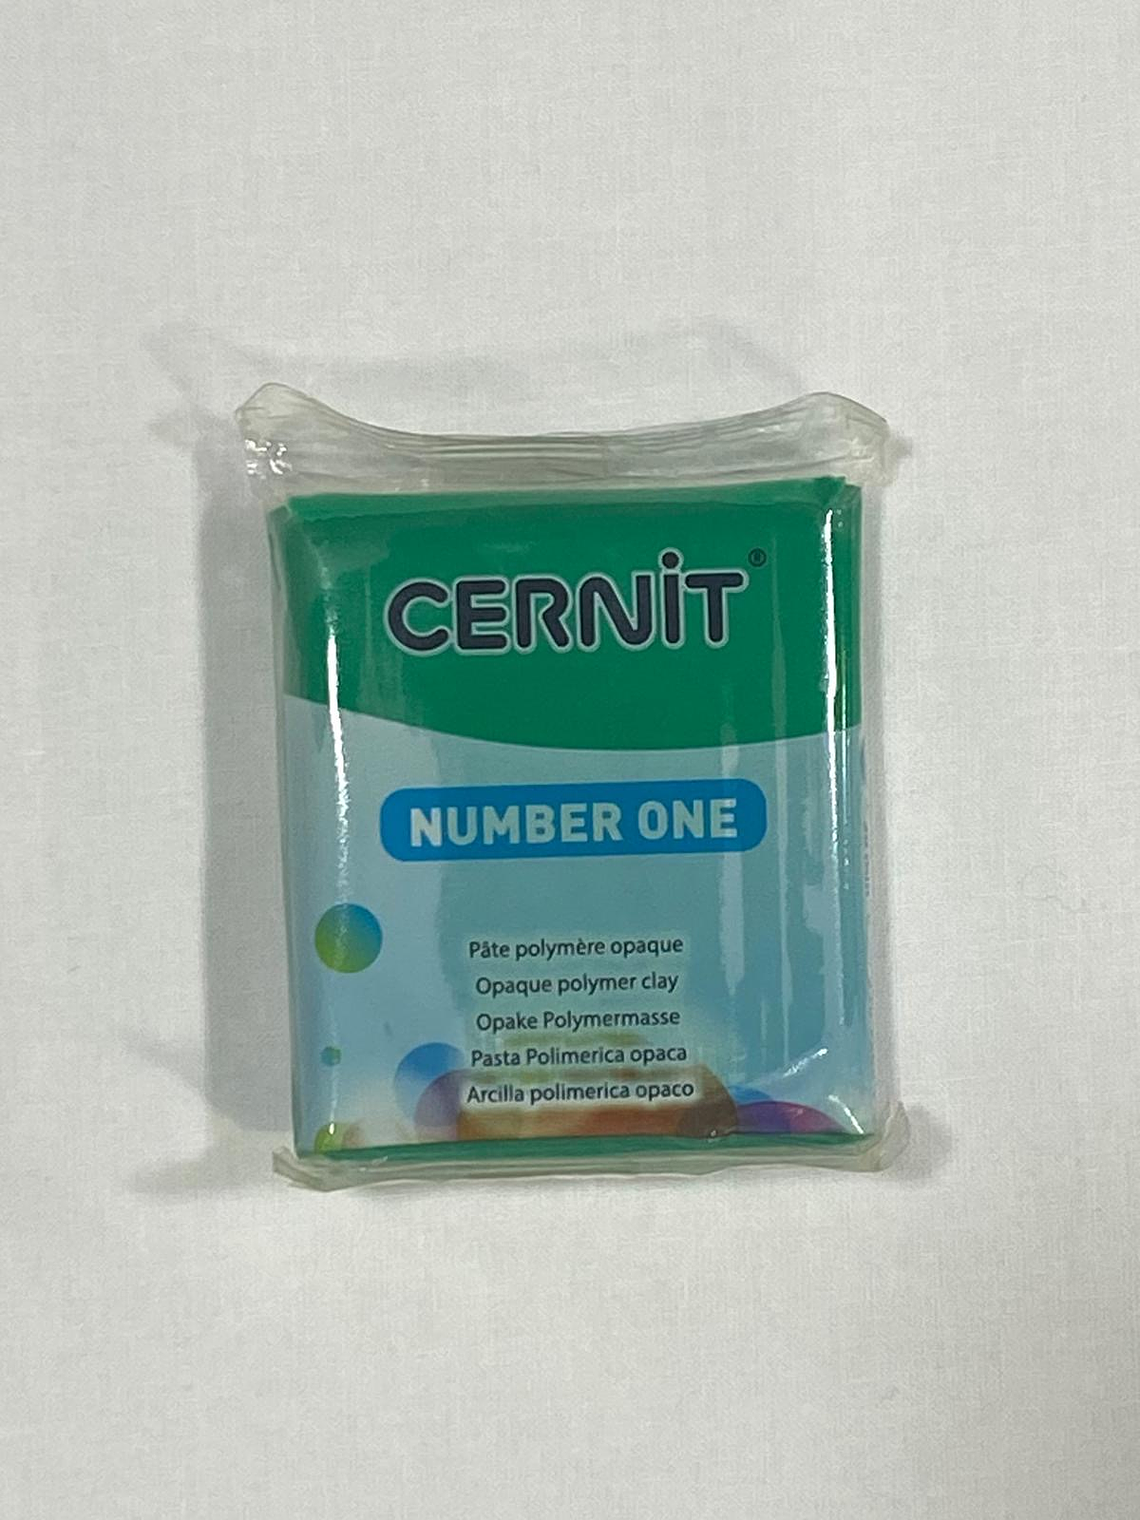 CERNiT®
NUMBER ONE
Pâte polymère opaque
Opaque polymer clay
Opake Polymermasse
Pasta Polimerica opaca
Arcilla polimerica opaco